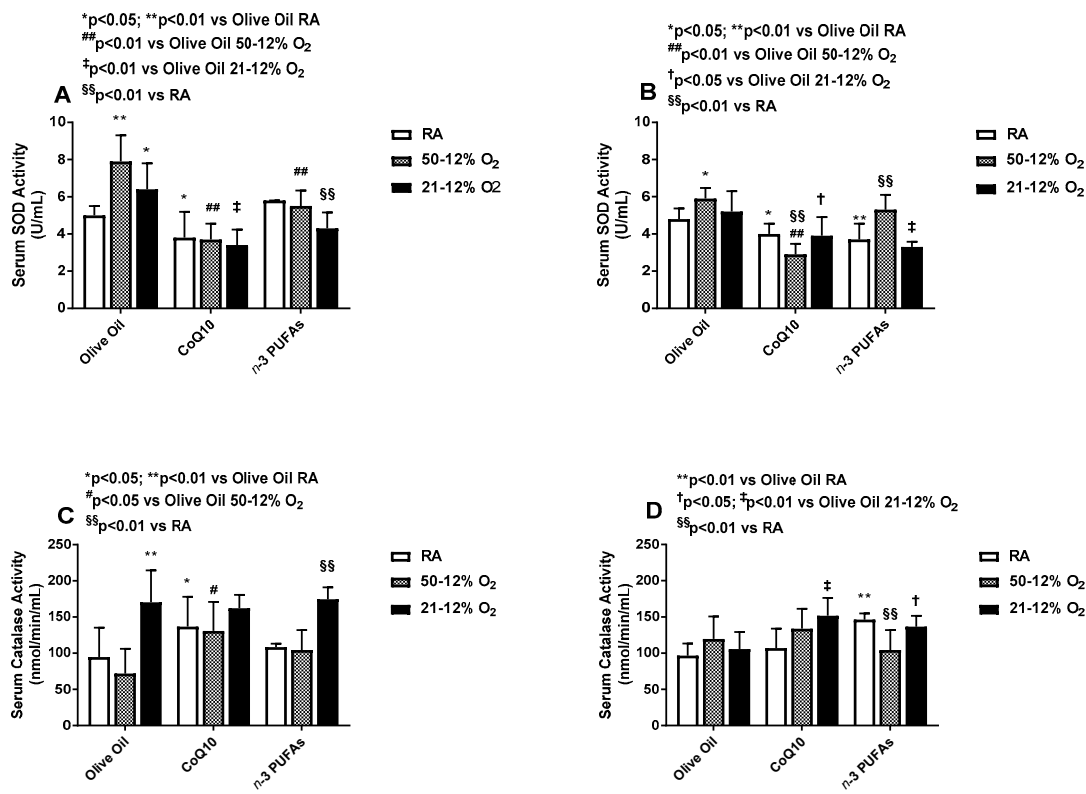 *p<0.05; **p<0.01 vs Olive Oil RA
##p<0.01 vs Olive Oil 50-12% O2
‡p<0.01 vs Olive Oil 21-12% O2
§§p<0.01 vs RA
A
Serum SOD Activity
(U/mL)
10
8
6
4
2
0
**
*
*
##
‡
##
§§
Olive Oil
CoQ10
n-3 PUFAs
RA
50-12% O2
21-12% O2
*p<0.05; **p<0.01 vs Olive Oil RA
##p<0.01 vs Olive Oil 50-12% O2
†p<0.05 vs Olive Oil 21-12% O2
§§p<0.01 vs RA
B
Serum SOD Activity
(U/mL)
10
8
6
4
2
0
*
*
§§
##
†
**
§§
‡
Olive Oil
CoQ10
n-3 PUFAs
RA
50-12% O2
21-12% O2
*p<0.05; **p<0.01 vs Olive Oil RA
#p<0.05 vs Olive Oil 50-12% O2
§§p<0.01 vs RA
C
Serum Catalase Activity
(nmol/min/mL)
250
200
150
100
50
0
**
*
#
§§
Olive Oil
CoQ10
n-3 PUFAs
RA
50-12% O2
21-12% O2
**p<0.01 vs Olive Oil RA
†p<0.05; ‡p<0.01 vs Olive Oil 21-12% O2
§§p<0.01 vs RA
D
Serum Catalase Activity
(nmol/min/mL)
250
200
150
100
50
0
‡
**
§§
†
Olive Oil
CoQ10
n-3 PUFAs
RA
50-12% O2
21-12% O2